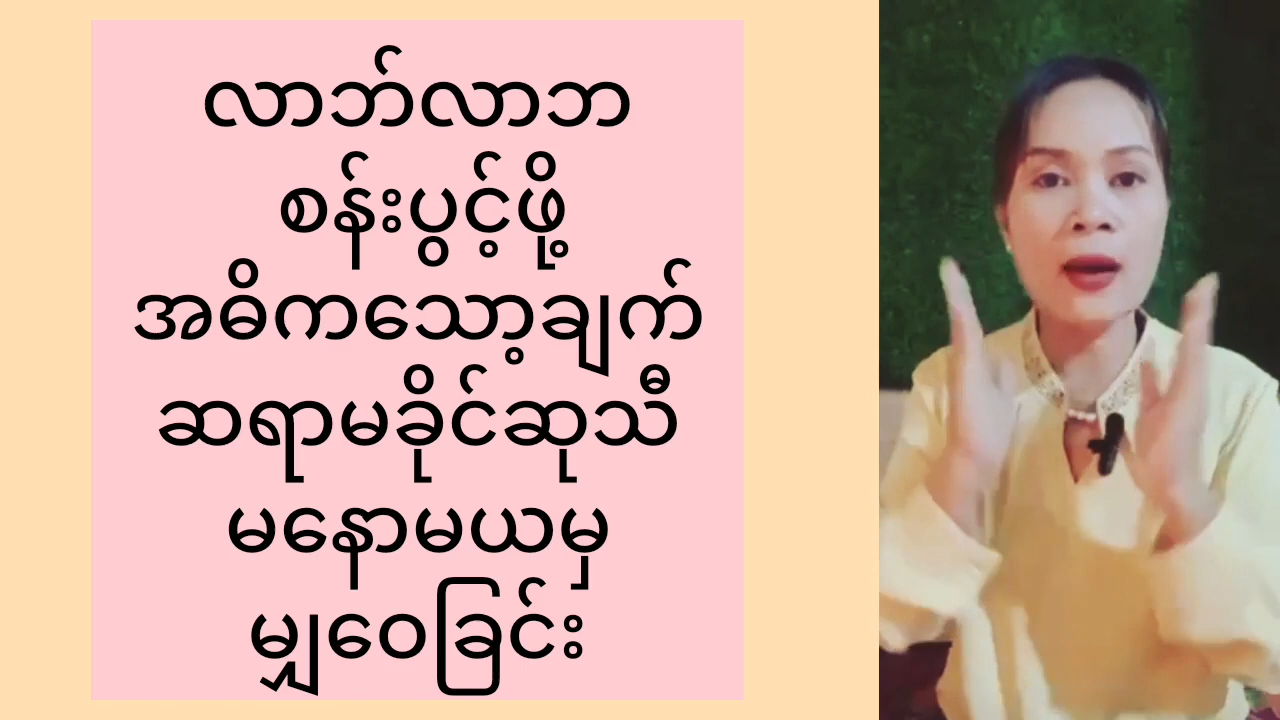 လာဘ်လာဘ
စန်းပွင့်ဖို့
အဓိကသော့ချက်
ဆရာမခိုင်ဆုသီ
မနောမယမှ
မျှဝေခြင်း